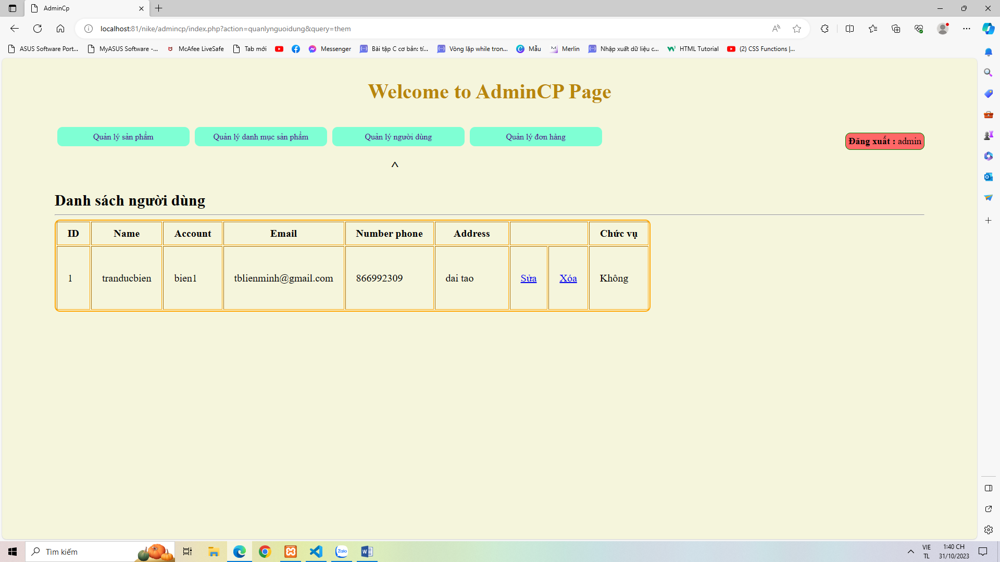 AdminCp
localhost:81/nike/admincp/index.php?action=quanlynguoidung&query=them
ASUS Software Port... MyASUS Software -... McAfee LiveSafe Tab mới Messenger Bài tập C cơ bản: tí... Vòng lặp while tron... Mẫu Merlin Nhập xuất dữ liệu c... HTML Tutorial (2) CSS Functions |...
Welcome to AdminCP Page
Quản lý sản phẩm Quản lý danh mục sản phẩm Quản lý người dùng Quản lý đơn hàng
Đăng xuất : admin
^
Danh sách người dùng
ID Name Account Email Number phone Address Chức vụ
1 tranducbien bien1 tblienminh@gmail.com 866992309 dai tao Sửa Xóa Không
Tìm kiếm
Zalo
VIE
TL
1:40 CH
31/10/2023